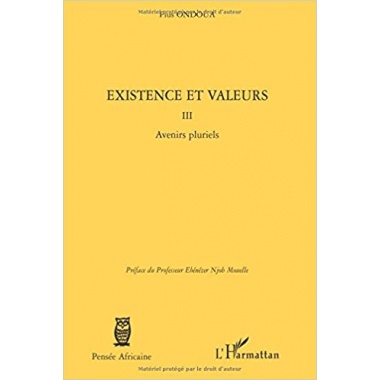 Matériel protégé par le droit d'auteur
Pius ONDOUA
EXISTENCE ET VALEURS
III
Avenirs pluriels
Préface du Professeur Ebénézer Njoh Mouelle
Pensée Africaine
L'Harmattan
Matériel protégé par le droit d'auteur